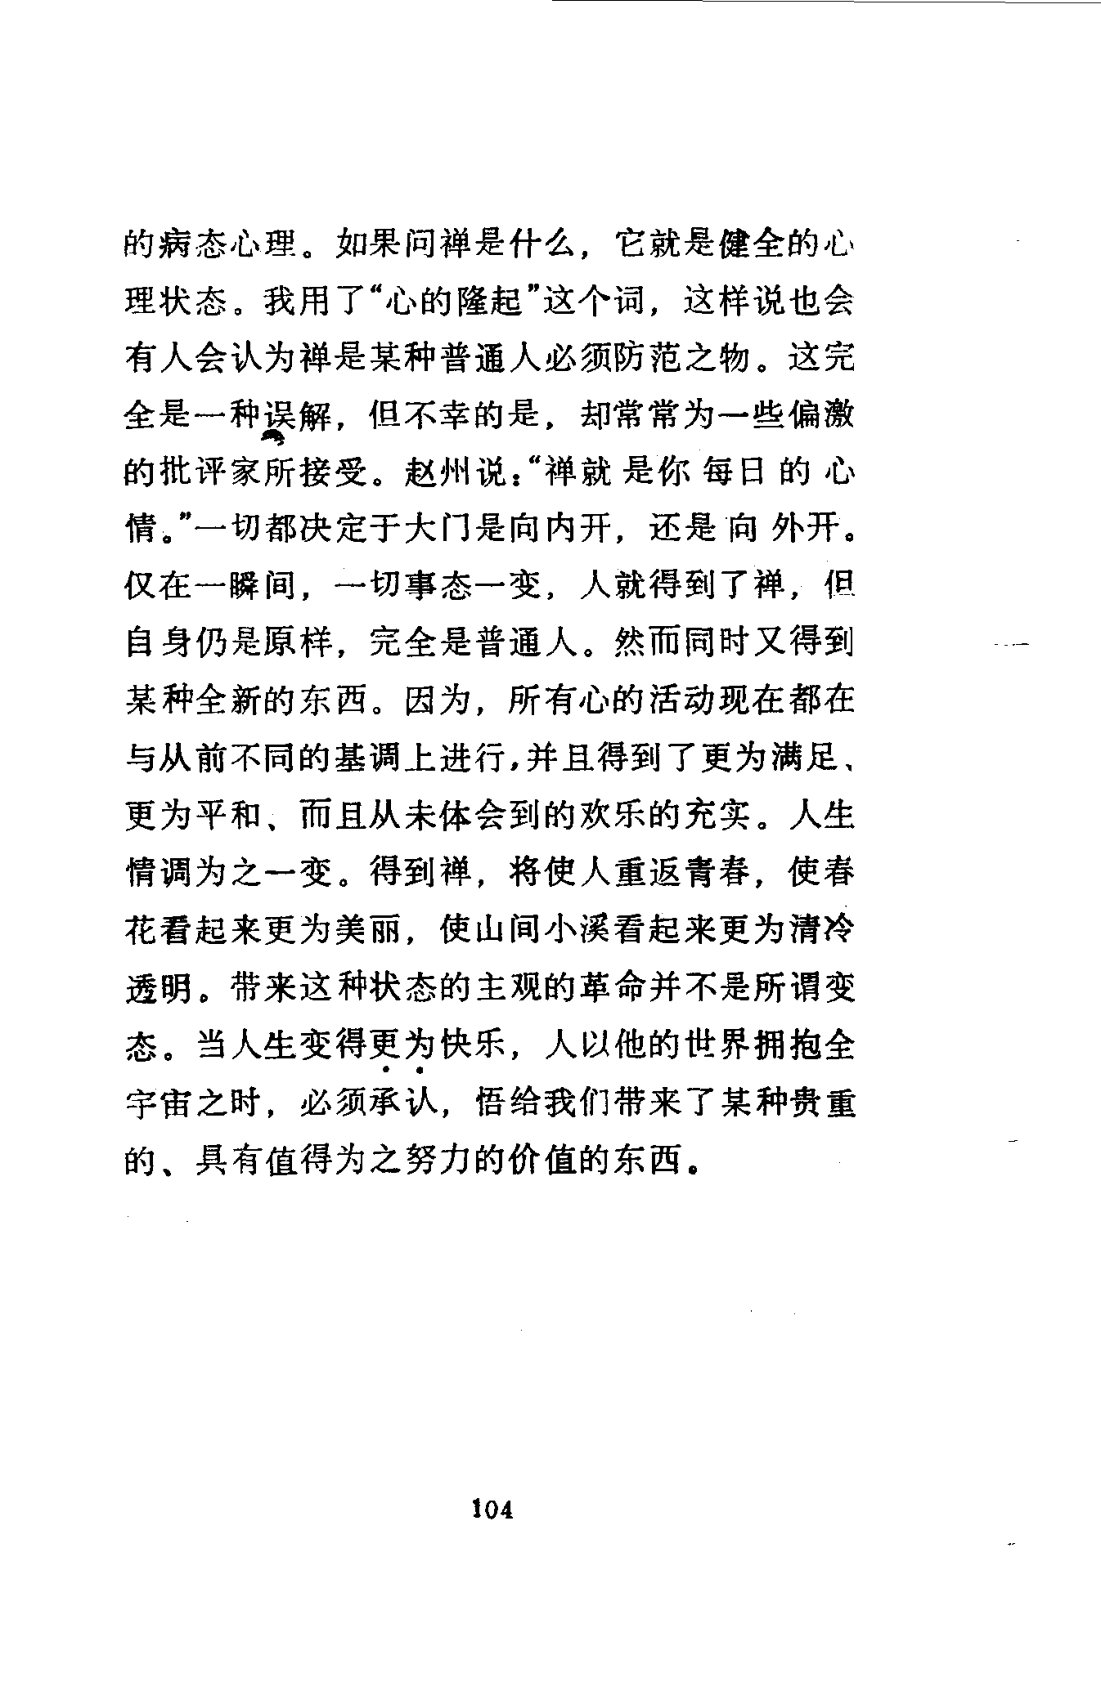 的病态心理。如果问禅是什么，它就是健全的心
理状态。我用了“心的隆起”这个词，这样说也会
有人会认为禅是某种普通人必须防范之物。这完
全是一种误解，但不幸的是，却常常为一些偏激
的批评家所接受。赵州说：“禅就是你每日的心
情。”一切都决定于大门是向内开，还是向外开。
仅在一瞬间，一切事态一变，人就得到了禅，但
自身仍是原样，完全是普通人。然而同时又得到
某种全新的东西。因为，所有心的活动现在都在
与从前不同的基调上进行，并且得到了更为满足、
更为平和、而且从未体会到的欢乐的充实。人生
情调为之一变。得到禅，将使人重返青春，使春
花看起来更为美丽，使山间小溪看起来更为清冷
透明。带来这种状态的主观的革命并不是所谓变
态。当人生变得更为快乐，人以他的世界拥抱全
宇宙之时，必须承认，悟给我们带来了某种贵重
的、具有值得为之努力的价值的东西。
104